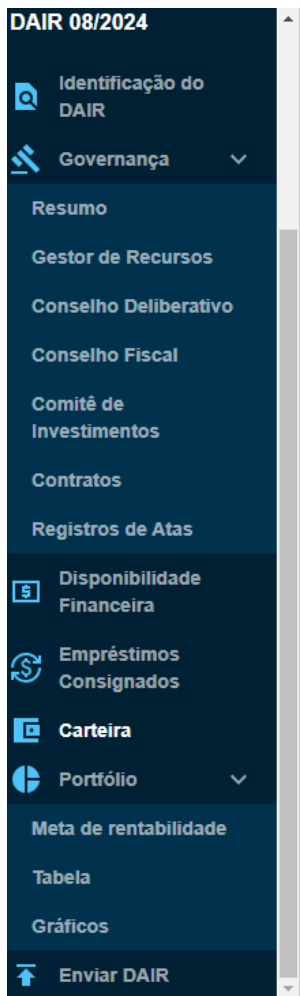 DAIR 08/2024
Identificação do
DAIR
Governança
Resumo
Gestor de Recursos
Conselho Deliberativo
Conselho Fiscal
Comitê de
Investimentos
Contratos
Registros de Atas
Disponibilidade
Financeira
Empréstimos
Consignados
Carteira
Portfólio
Meta de rentabilidade
Tabela
Gráficos
Enviar DAIR